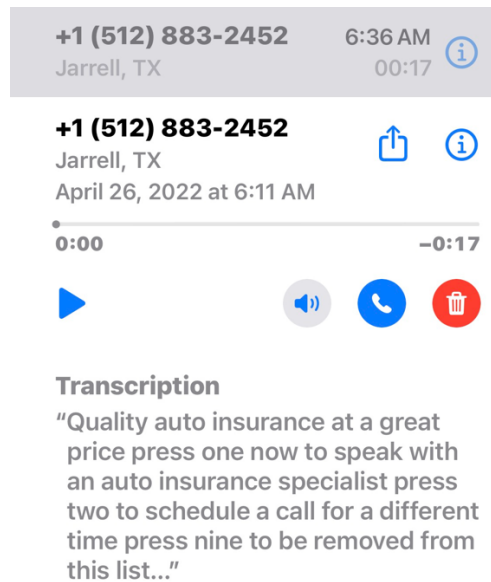 +1 (512) 883-2452 6:36 AM
Jarrell, TX 00:17
+1 (512) 883-2452
Jarrell, TX
April 26, 2022 at 6:11 AM
0:00 −0:17
Transcription
“Quality auto insurance at a great
price press one now to speak with
an auto insurance specialist press
two to schedule a call for a different
time press nine to be removed from
this list...”